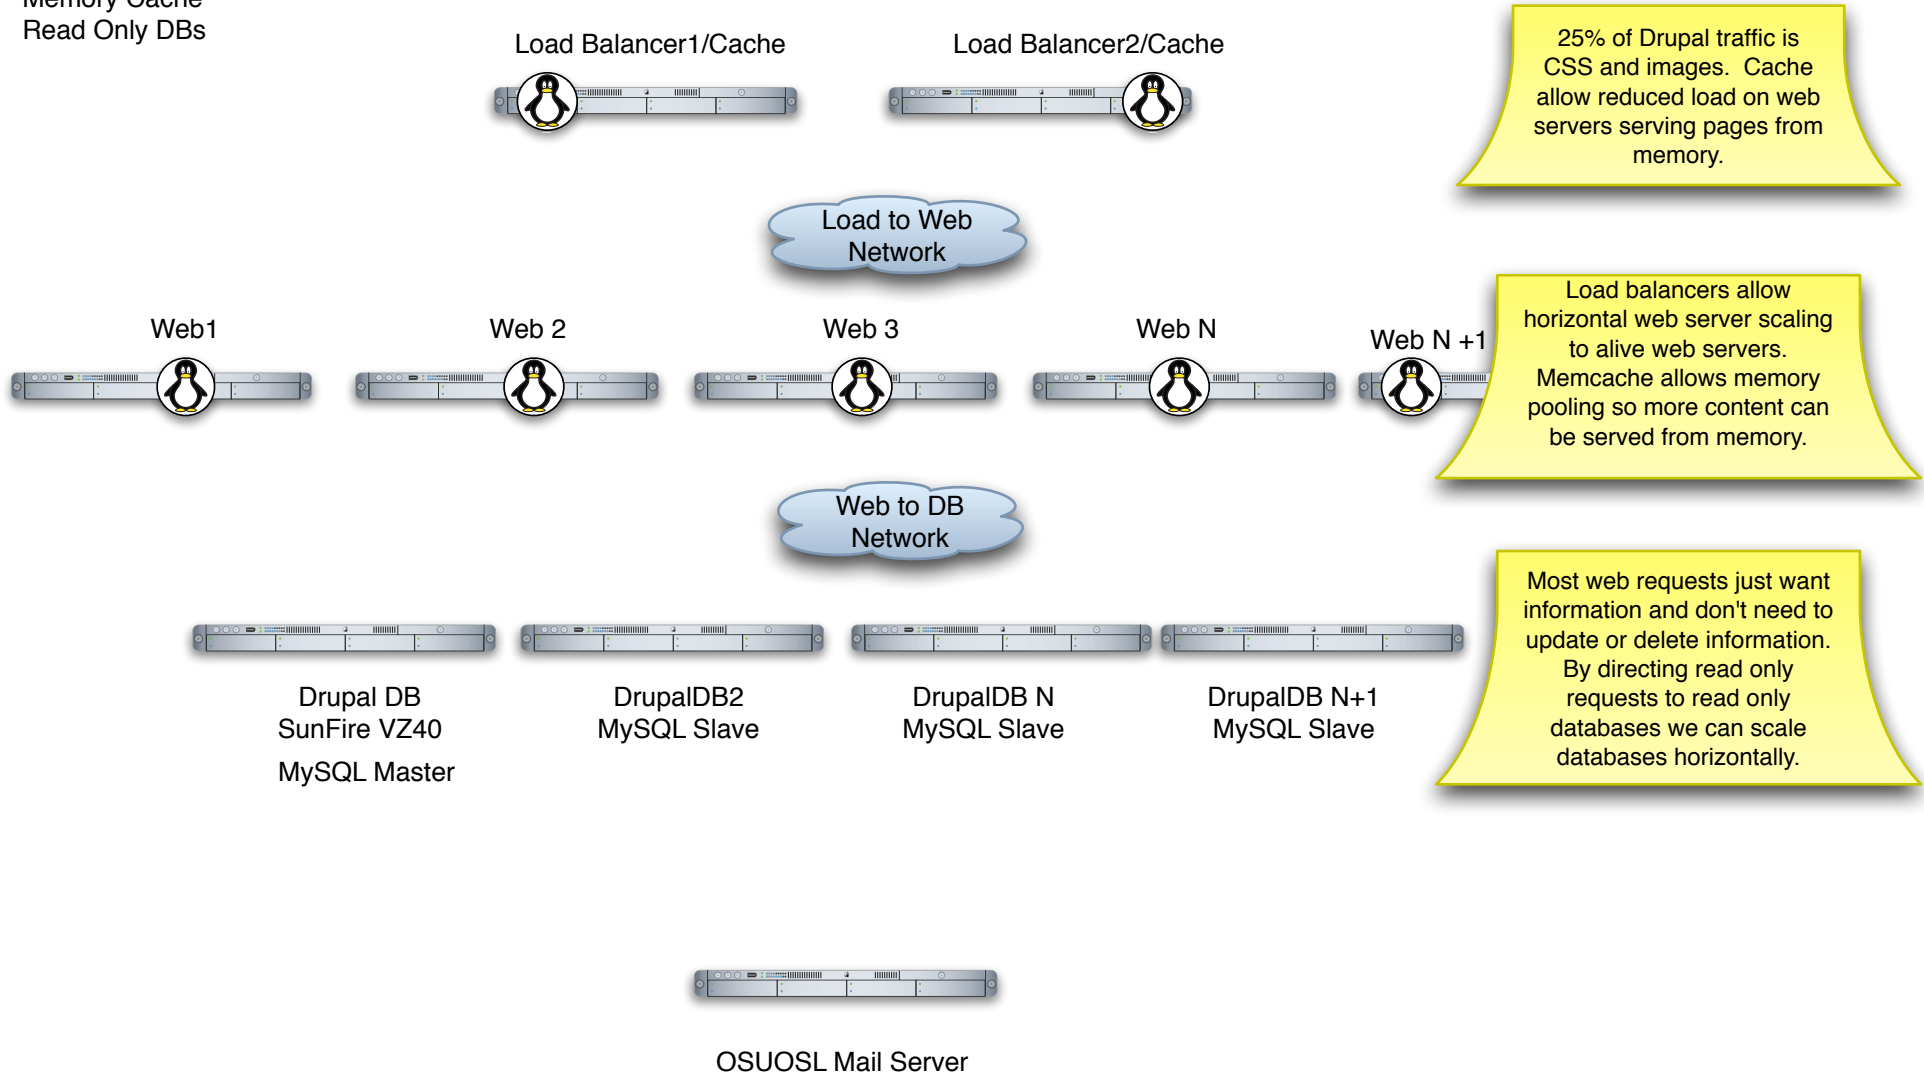 Memory Cache
Read Only DBs
Load Balancer1/Cache
Load Balancer2/Cache
25% of Drupal traffic is
CSS and images.  Cache
allow reduced load on web
servers serving pages from
memory.
Load to Web
Network
Web1
Web 2
Web 3
Web N
Web N +1
Load balancers allow
horizontal web server scaling
to alive web servers.
Memcache allows memory
pooling so more content can
be served from memory.
Web to DB
Network
Most web requests just want
information and don't need to
update or delete information.
By directing read only
requests to read only
databases we can scale
databases horizontally.
Drupal DB
SunFire VZ40
MySQL Master
DrupalDB2
MySQL Slave
DrupalDB N
MySQL Slave
DrupalDB N+1
MySQL Slave
OSUOSL Mail Server